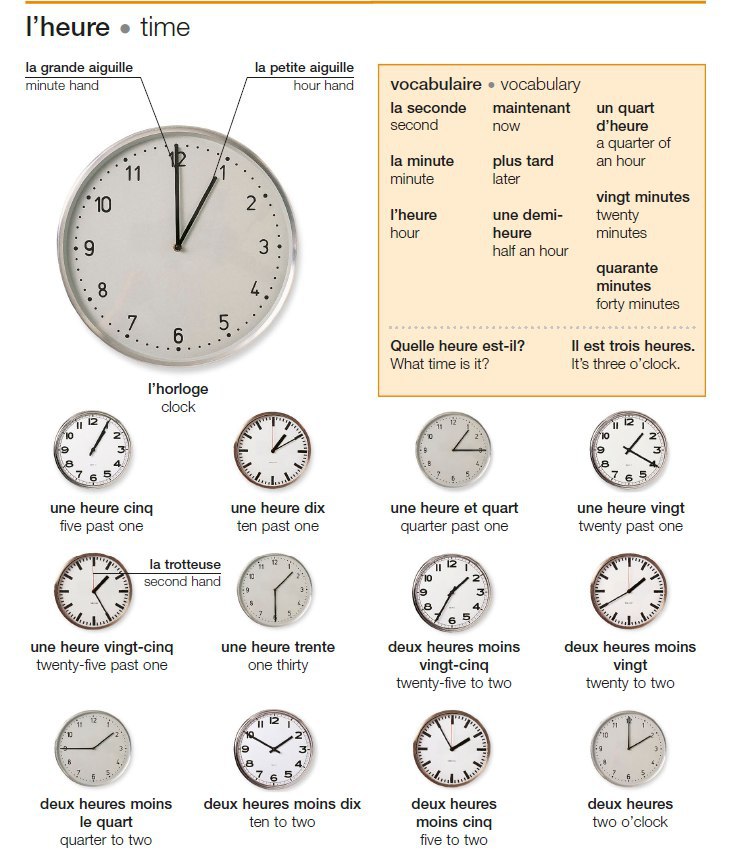 l'heure • time
la grande aiguille
minute hand
la petite aiguille
hour hand
12
1
2
3
4
5
6
7
8
9
10
11
l'horloge
clock
vocabulaire • vocabulary
la seconde
second
la minute
minute
l'heure
hour
maintenant
now
plus tard
later
une demi-
heure
half an hour
un quart
d'heure
a quarter of
an hour
vingt minutes
twenty
minutes
quarante
minutes
forty minutes
Quelle heure est-il?
What time is it?
Il est trois heures.
It's three o'clock.
une heure cinq
five past one
une heure dix
ten past one
une heure et quart
quarter past one
une heure vingt
twenty past one
la trotteuse
second hand
une heure vingt-cinq
twenty-five past one
une heure trente
one thirty
deux heures moins
vingt-cinq
twenty-five to two
deux heures moins
vingt
twenty to two
deux heures moins
le quart
quarter to two
deux heures moins dix
ten to two
deux heures
moins cinq
five to two
deux heures
two o'clock